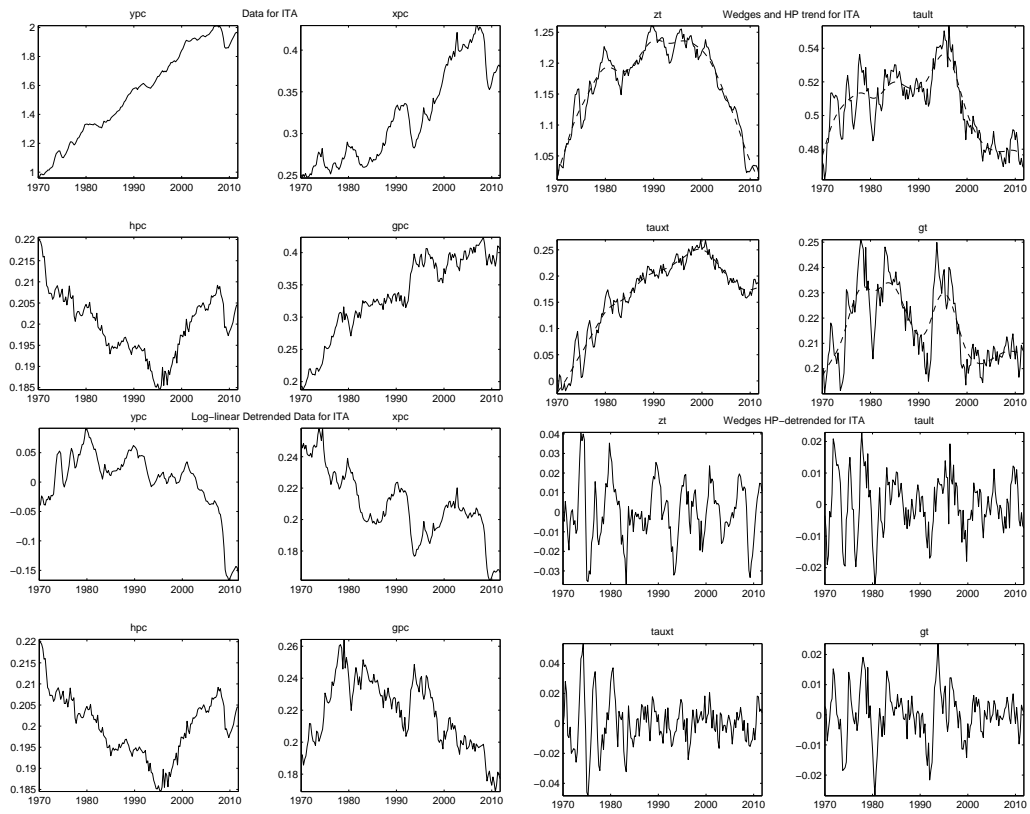 Data for ITA
ypc
2
1.8
1.6
1.4
1.2
1
1970 1980 1990 2000 2010
xpc
0.4
0.35
0.3
0.25
1970 1980 1990 2000 2010
hpc
0.22
0.215
0.21
0.205
0.2
0.195
0.19
0.185
1970 1980 1990 2000 2010
gpc
0.4
0.35
0.3
0.25
0.2
1970 1980 1990 2000 2010
Wedges and HP trend for ITA
zt
1.25
1.2
1.15
1.1
1.05
1970 1980 1990 2000 2010
tault
0.54
0.52
0.5
0.48
1970 1980 1990 2000 2010
tauxt
0.25
0.2
0.15
0.1
0.05
0
1970 1980 1990 2000 2010
gt
0.25
0.24
0.23
0.22
0.21
0.2
1970 1980 1990 2000 2010
Log−linear Detrended Data for ITA
ypc
0.05
0
−0.05
−0.1
−0.15
1970 1980 1990 2000 2010
xpc
0.24
0.22
0.2
0.18
1970 1980 1990 2000 2010
hpc
0.22
0.215
0.21
0.205
0.2
0.195
0.19
0.185
1970 1980 1990 2000 2010
gpc
0.26
0.24
0.22
0.2
0.18
1970 1980 1990 2000 2010
Wedges HP−detrended for ITA
zt
0.04
0.03
0.02
0.01
0
−0.01
−0.02
−0.03
1970 1980 1990 2000 2010
tault
0.02
0.01
0
−0.01
−0.02
1970 1980 1990 2000 2010
tauxt
0.04
0.02
0
−0.02
−0.04
1970 1980 1990 2000 2010
gt
0.02
0.01
0
−0.01
−0.02
1970 1980 1990 2000 2010